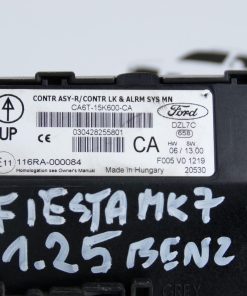 CONTR ASY-R/CONTR LK & ALRM SYS MN
CA6T-15K600-CA
Ford
DZL7C
658
030428255801
HW SW
UP
CA
06 / 13.00
E11 116RA-000084
F005 V0 1219
Homologation see Owner's Manual
Made in Hungary
20530
FIESTA MK7
1.25 BENZ
GREY